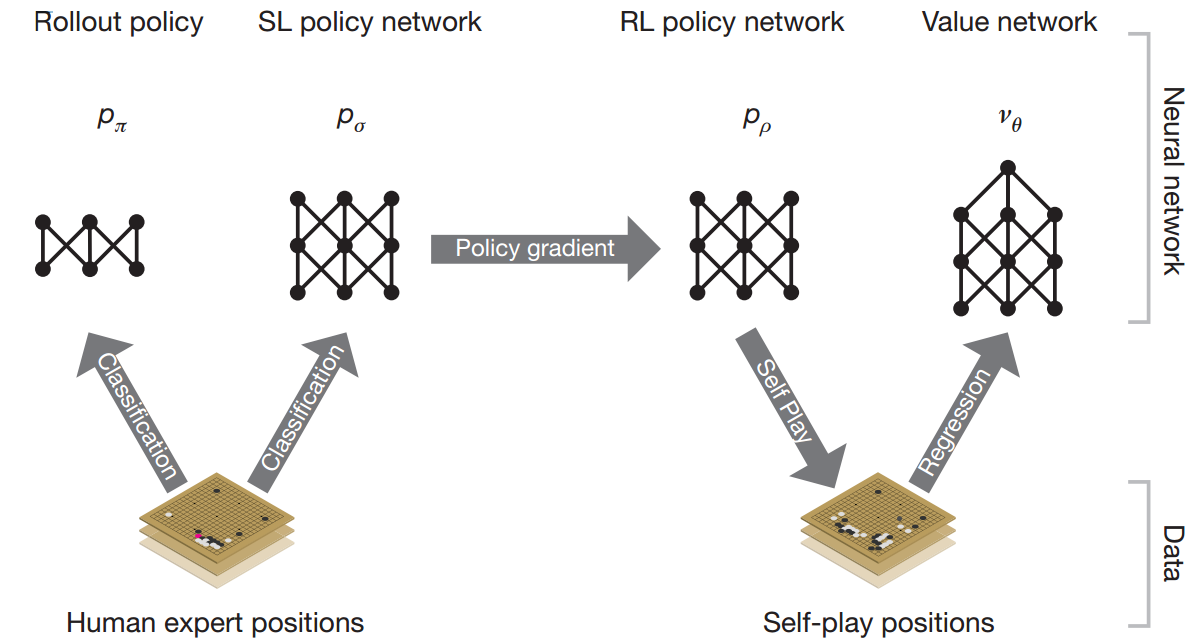 Rollout policy
SL policy network
RL policy network
Value network
pπ
pσ
pρ
νθ
Neural network
Policy gradient
Classification
Classification
Self Play
Regression
Data
Human expert positions
Self-play positions